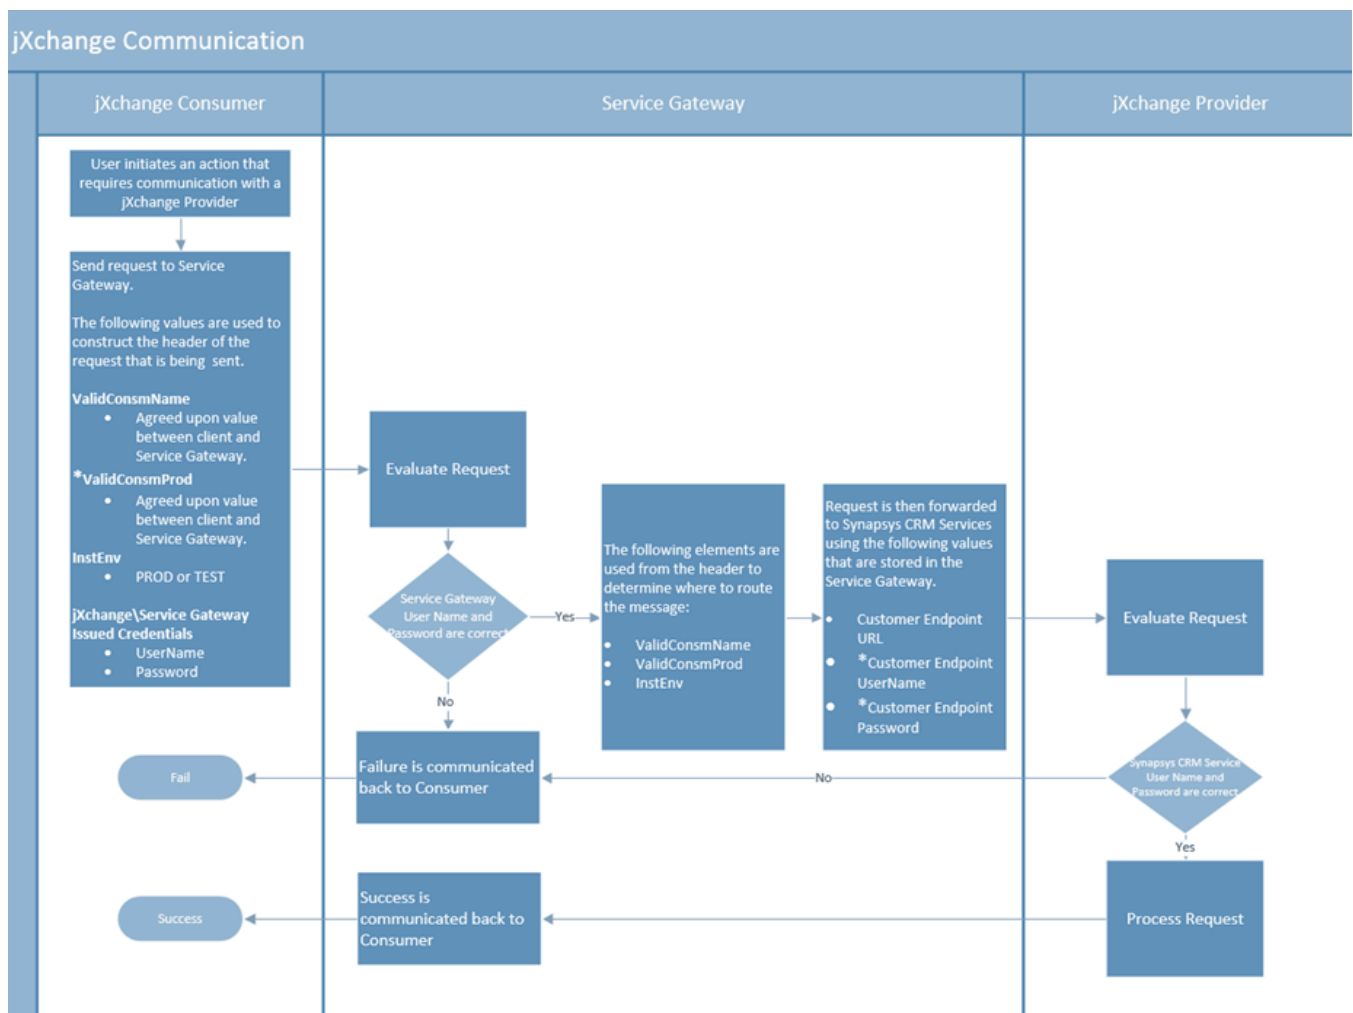 jXchange Communication
jXchange Consumer
Service Gateway
jXchange Provider
User initiates an action that
requires communication with a
jXchange Provider
Send request to Service
Gateway.
The following values are used to
construct the header of the
request that is being sent.
ValidConsmName
• Agreed upon value
between client and
Service Gateway.
*ValidConsmProd
• Agreed upon value
between client and
Service Gateway.
InstEnv
• PROD or TEST
jXchange\Service Gateway
Issued Credentials
• UserName
• Password
Evaluate Request
Service Gateway
User Name and
Password are correct
Yes
No
The following elements are
used from the header to
determine where to route
the message:
• ValidConsmName
• ValidConsmProd
• InstEnv
Request is then forwarded
to Synapsys CRM Services
using the following values
that are stored in the
Service Gateway.
• Customer Endpoint
URL
• *Customer Endpoint
UserName
• *Customer Endpoint
Password
Evaluate Request
Synapsys CRM Service
User Name and
Password are correct
No
Yes
Failure is communicated
back to Consumer
Fail
Process Request
Success is
communicated back to
Consumer
Success